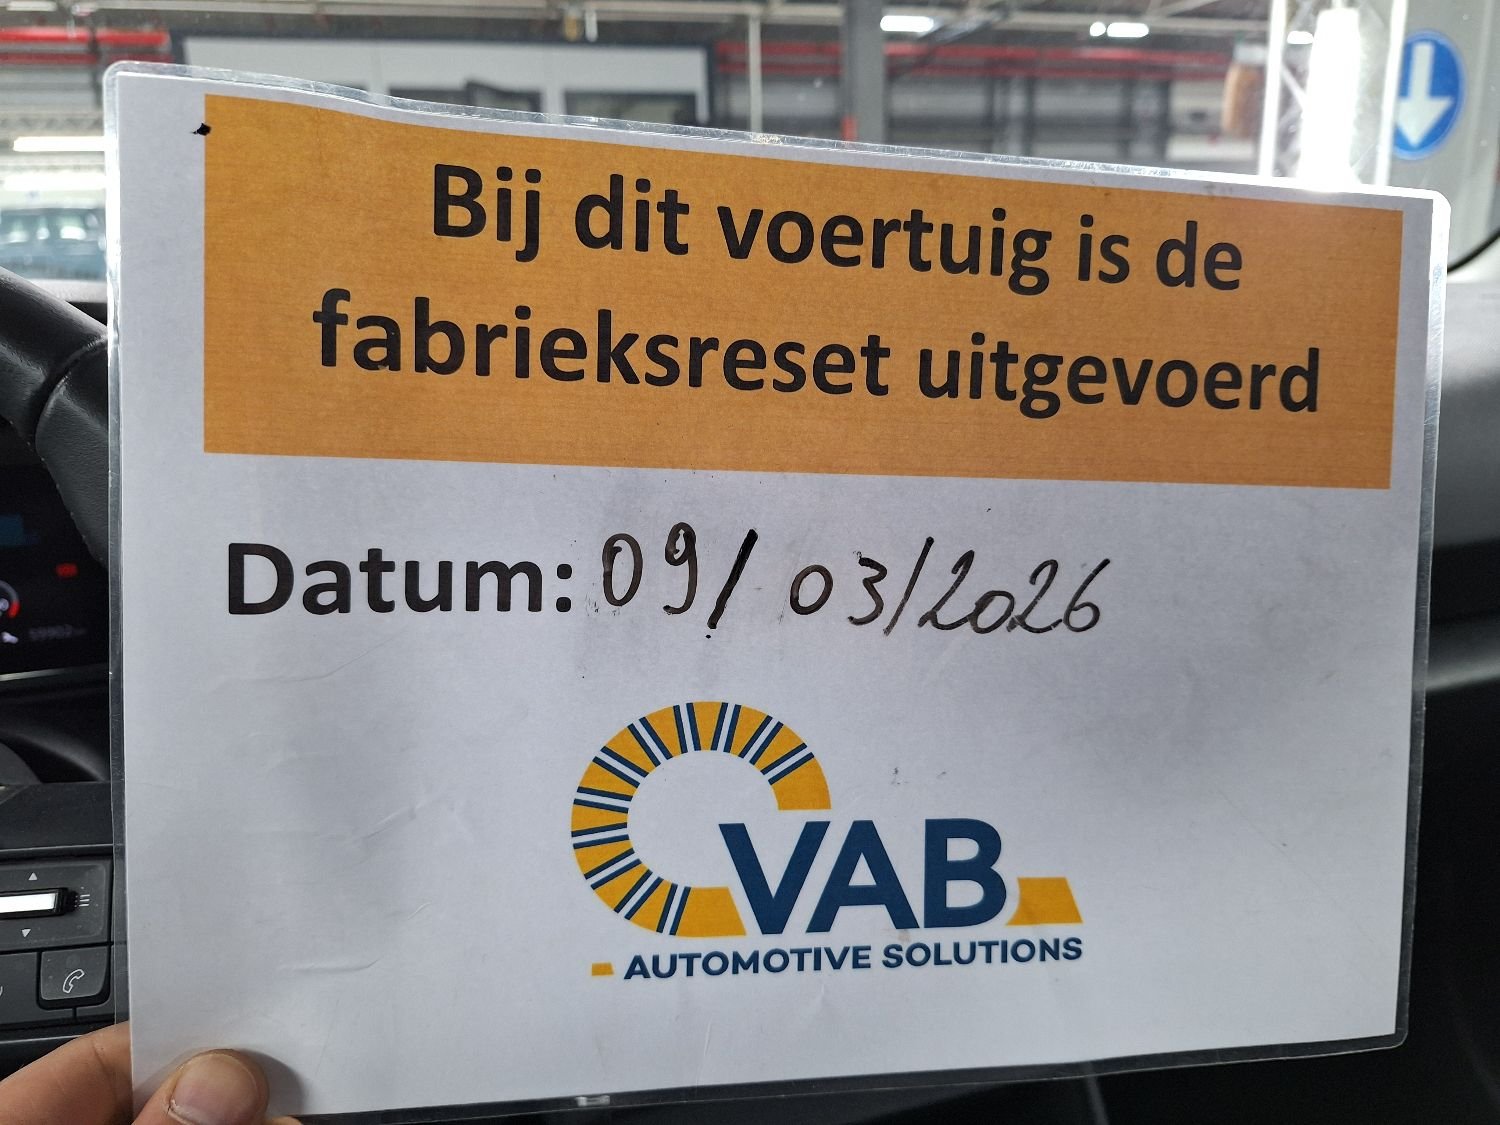 Bij dit voertuig is de
fabrieksreset uitgevoerd
Datum: 09/03/2026
VAB
AUTOMOTIVE SOLUTIONS